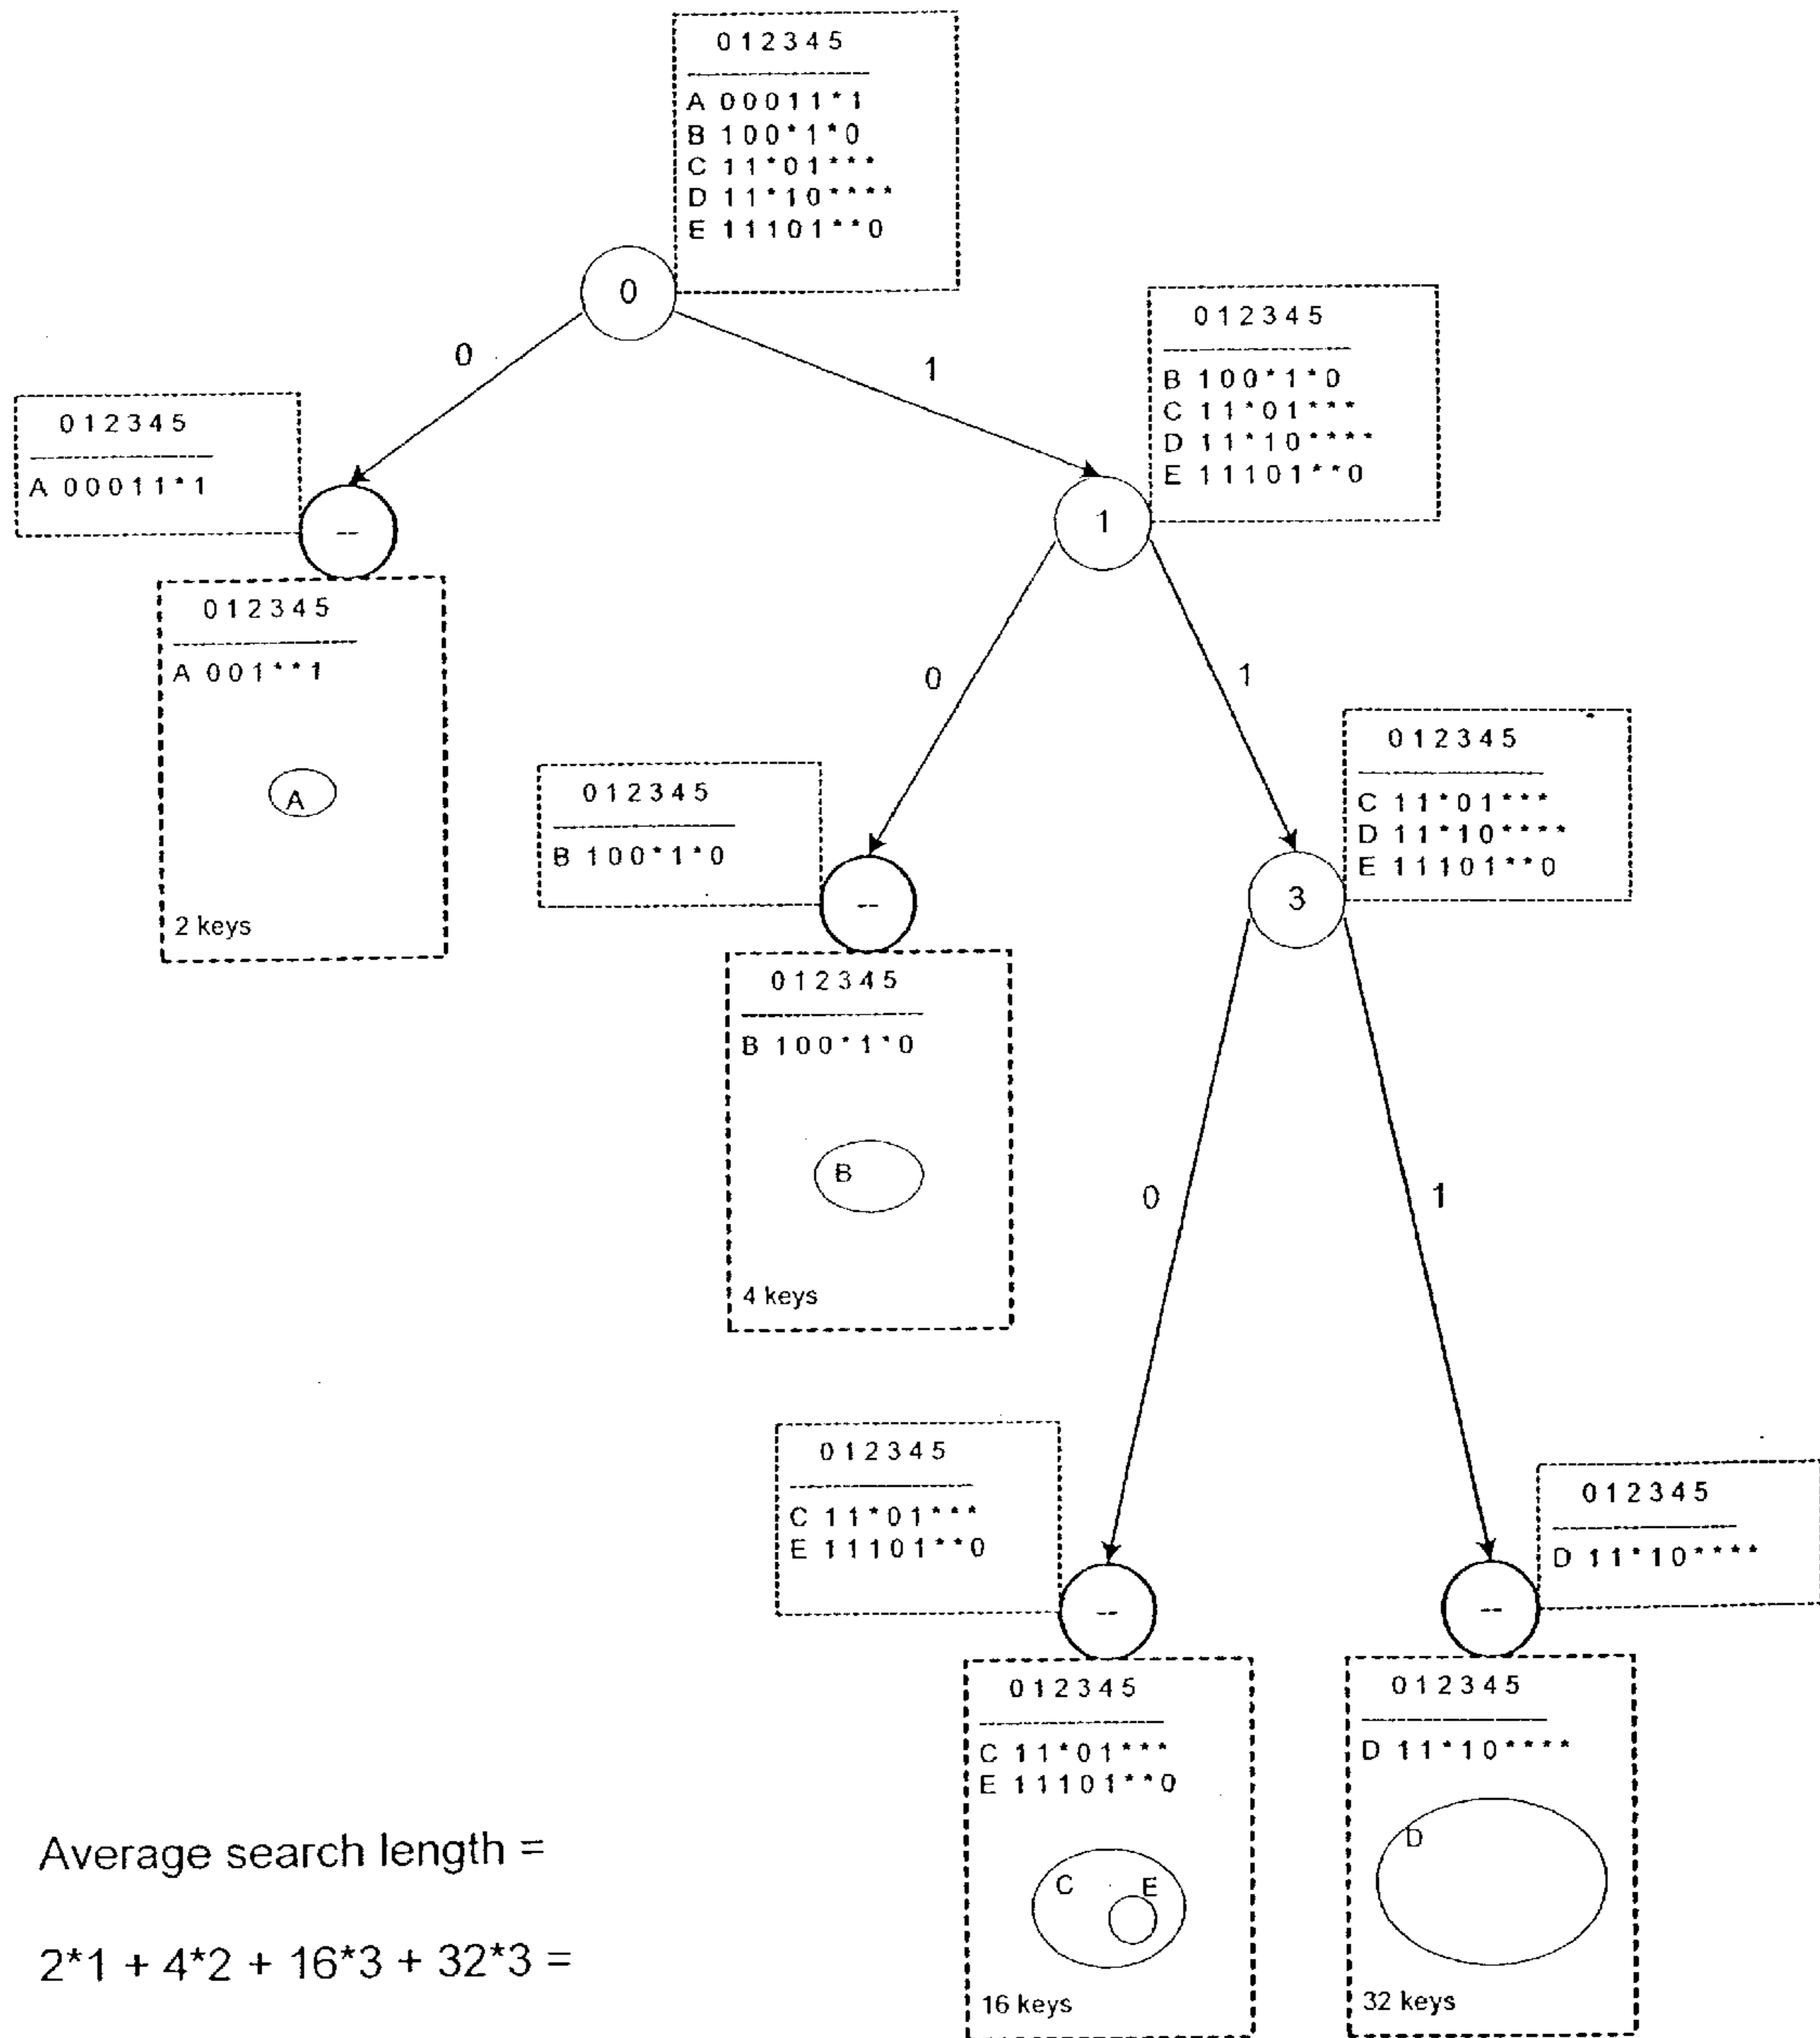 0 1 2 3 4 5
A 0 0 0 1 1 * 1
B 1 0 0 * 1 * 0
C 1 1 * 0 1 * * *
D 1 1 * 1 0 * * * *
E 1 1 1 0 1 * * 0
0
0
1
0 1 2 3 4 5
B 1 0 0 * 1 * 0
C 1 1 * 0 1 * * *
D 1 1 * 1 0 * * * *
E 1 1 1 0 1 * * 0
1
0 1 2 3 4 5
A 0 0 0 1 1 * 1
--
0 1 2 3 4 5
A 0 0 1 * * 1
A
2 keys
0
1
0 1 2 3 4 5
B 1 0 0 * 1 * 0
--
0 1 2 3 4 5
B 1 0 0 * 1 * 0
B
4 keys
0 1 2 3 4 5
C 1 1 * 0 1 * * *
D 1 1 * 1 0 * * * *
E 1 1 1 0 1 * * 0
3
0
1
0 1 2 3 4 5
C 1 1 * 0 1 * * *
E 1 1 1 0 1 * * 0
--
0 1 2 3 4 5
C 1 1 * 0 1 * * *
E 1 1 1 0 1 * * 0
C E
16 keys
0 1 2 3 4 5
D 1 1 * 1 0 * * * *
--
0 1 2 3 4 5
D 1 1 * 1 0 * * * *
D
32 keys
Average search length =
2*1 + 4*2 + 16*3 + 32*3 =